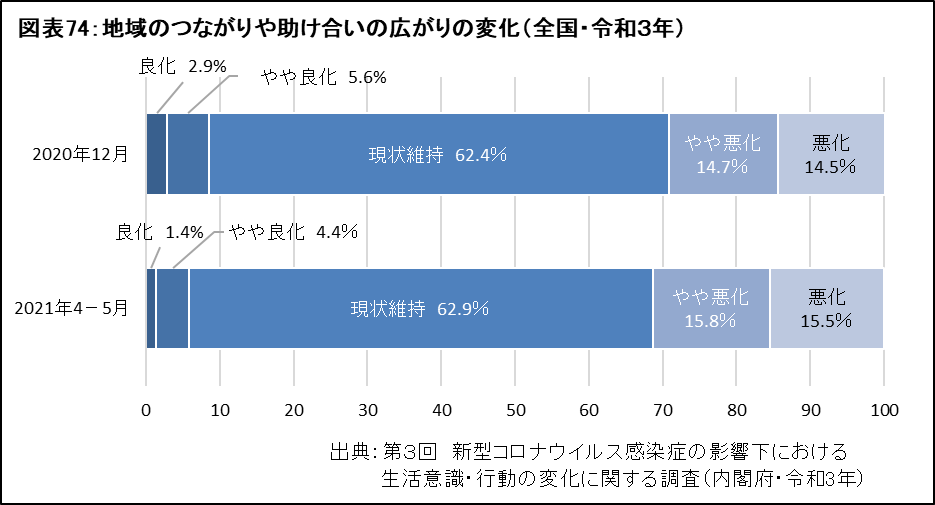 図表74：地域のつながりや助け合いの広がりの変化（全国・令和３年）
良化 2.9%
やや良化 5.6%
2020年12月
現状維持 62.4%
やや悪化
14.7%
悪化
14.5%
良化 1.4%
やや良化 4.4%
2021年4－5月
現状維持 62.9%
やや悪化
15.8%
悪化
15.5%
0 10 20 30 40 50 60 70 80 90 100
出典：第３回 新型コロナウイルス感染症の影響下における
生活意識・行動の変化に関する調査（内閣府・令和3年）